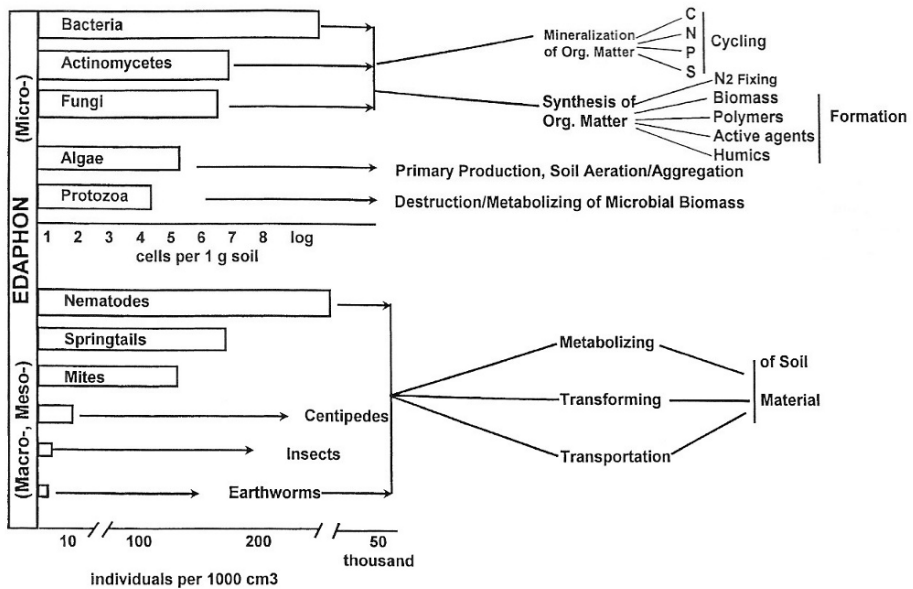 EDAPHON
(Micro-)
(Macro-, Meso-)
Bacteria
Actinomycetes
Fungi
Algae
Protozoa
1 2 3 4 5 6 7 8 log
cells per 1 g soil
Mineralization
of Org. Matter
C
N
P
S
Cycling
Synthesis of
Org. Matter
N2 Fixing
Biomass
Polymers
Active agents
Humics
Formation
Primary Production, Soil Aeration/Aggregation
Destruction/Metabolizing of Microbial Biomass
Nematodes
Springtails
Mites
Centipedes
Insects
Earthworms
10 100 200 50
thousand
individuals per 1000 cm3
Metabolizing
Transforming
Transportation
of Soil
Material